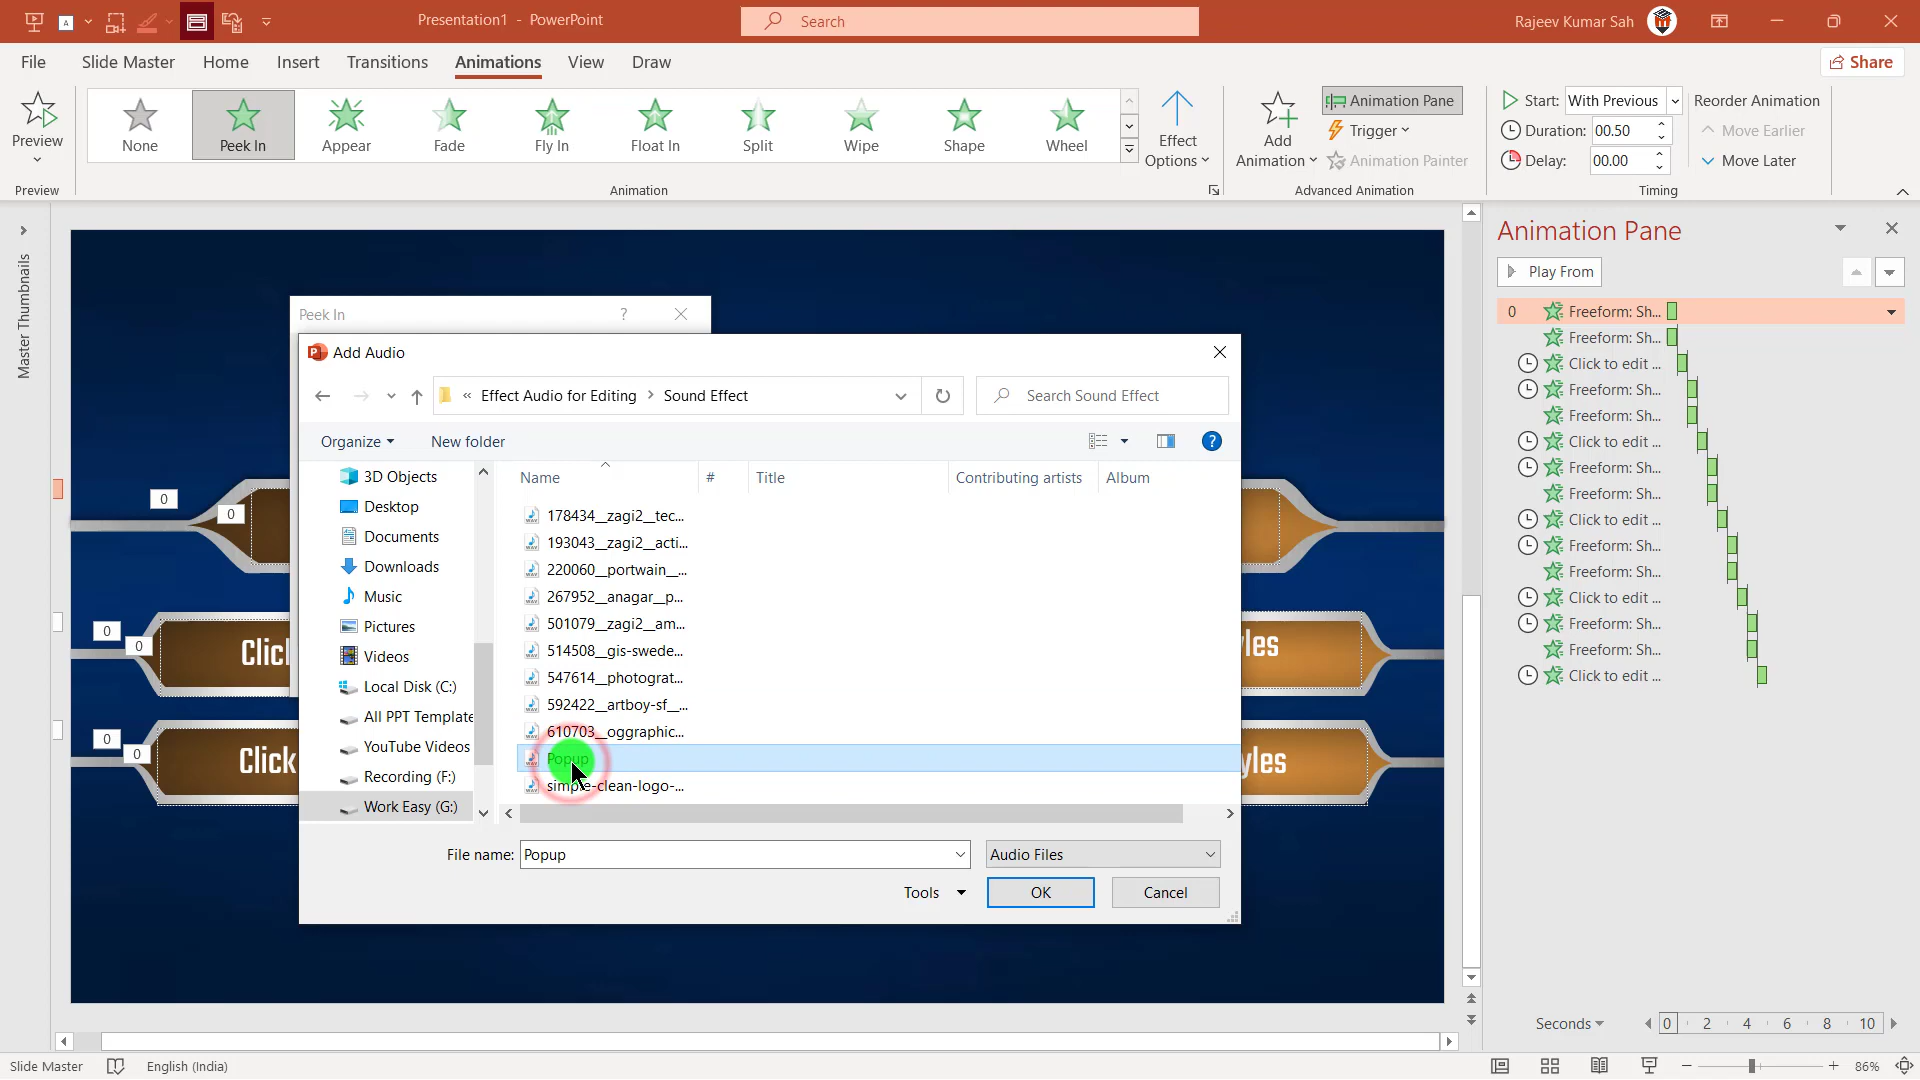 Presentation1 - PowerPoint
Search
Rajeev Kumar Sah
File
Slide Master
Home
Insert
Transitions
Animations
View
Draw
Share
Preview
None
Peek In
Appear
Fade
Fly In
Float In
Split
Wipe
Shape
Wheel
Effect
Options
Add
Animation
Animation Pane
Trigger
Animation Painter
Start: With Previous
Duration: 00.50
Delay: 00.00
Reorder Animation
Move Earlier
Move Later
Preview
Animation
Advanced Animation
Timing
Master Thumbnails
0
0
0
0
Click
0
0
Click
yles
yles
Peek In
?
Add Audio
« Effect Audio for Editing > Sound Effect
Search Sound Effect
Organize
New folder
?
3D Objects
Desktop
Documents
Downloads
Music
Pictures
Videos
Local Disk (C:)
All PPT Template
YouTube Videos
Recording (F:)
Work Easy (G:)
Name
#
Title
Contributing artists
Album
178434__zagi2__tec...
193043__zagi2__acti...
220060__portwain__...
267952__anagar__p...
501079__zagi2__am...
514508__gis-swede...
547614__photograt...
592422__artboy-sf__...
610703__oggraphic...
Popup
simple-clean-logo-...
File name: Popup
Audio Files
Tools
OK
Cancel
Animation Pane
Play From
0 Freeform: Sh...
Freeform: Sh...
Click to edit ...
Freeform: Sh...
Freeform: Sh...
Click to edit ...
Freeform: Sh...
Freeform: Sh...
Click to edit ...
Freeform: Sh...
Freeform: Sh...
Click to edit ...
Freeform: Sh...
Freeform: Sh...
Click to edit ...
Seconds
0 2 4 6 8 10
Slide Master
English (India)
86%